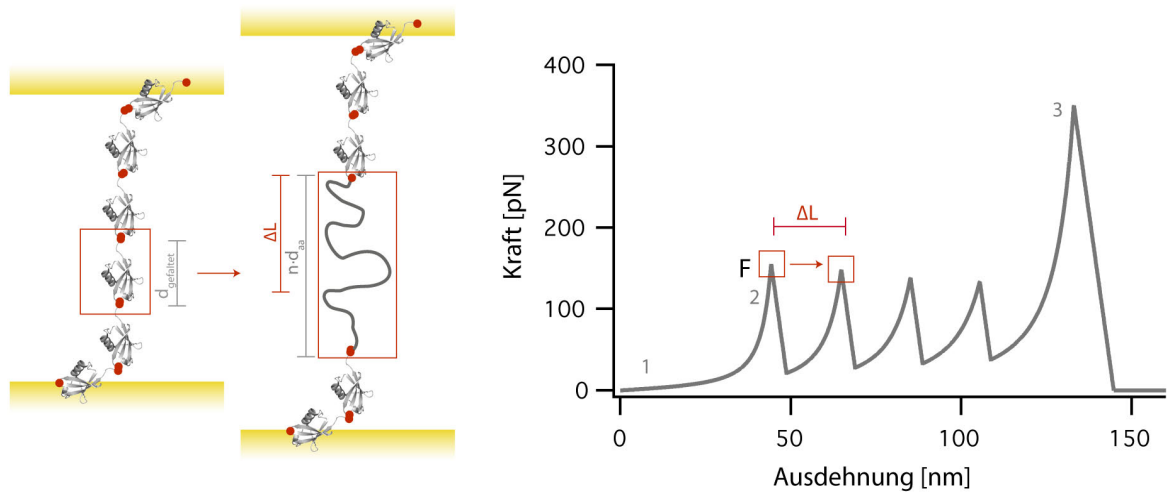 d gefaltet
ΔL
n·d aa
Kraft [pN]
400
300
200
100
0
ΔL
F
1
2
3
0
50
100
150
Ausdehnung [nm]